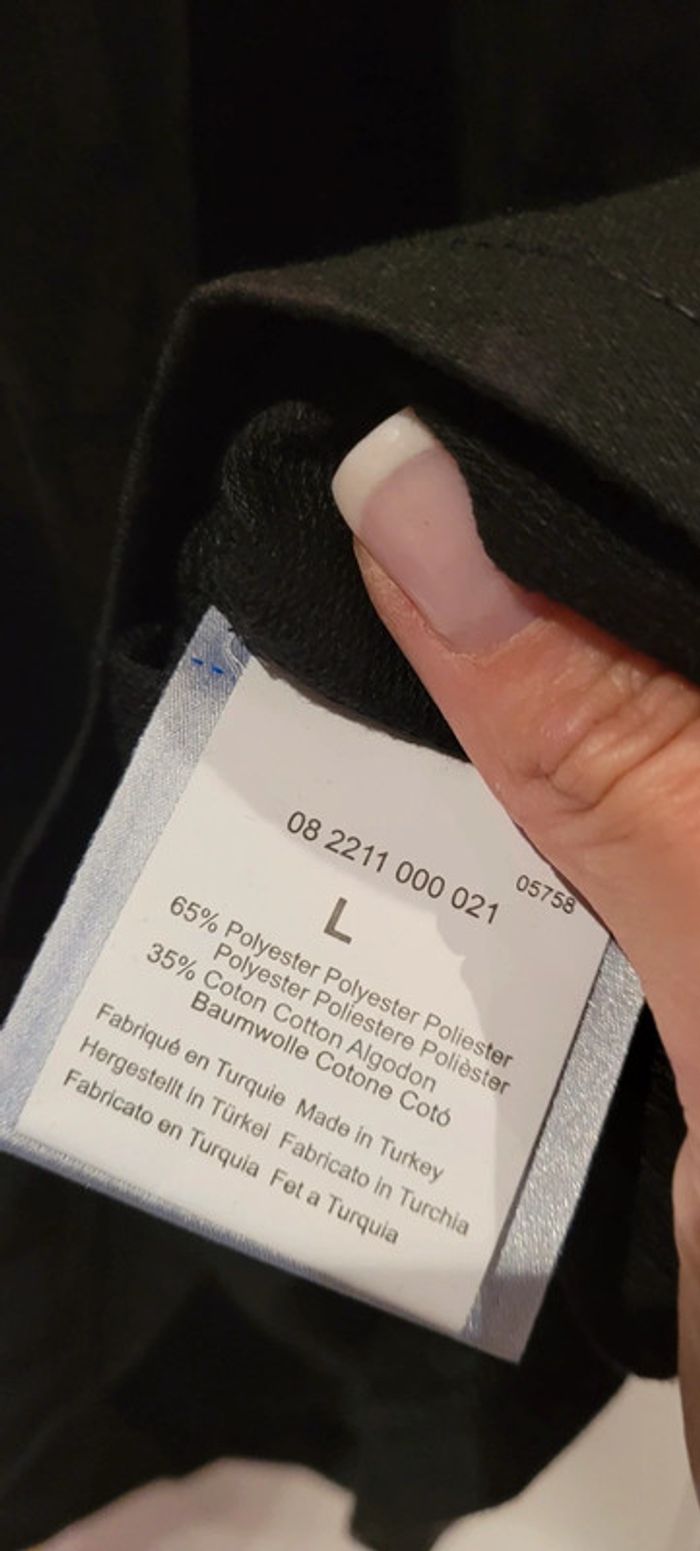 08 2211 000 021
05758
L
65% Polyester Polyester Poliester
Polyester Poliestere Polièster
35% Coton Cotton Algodon
Baumwolle Cotone Cotó
Fabriqué en Turquie Made in Turkey
Hergestellt in Türkei Fabricato in Turchia
Fabricato en Turquia Fet a Turquia